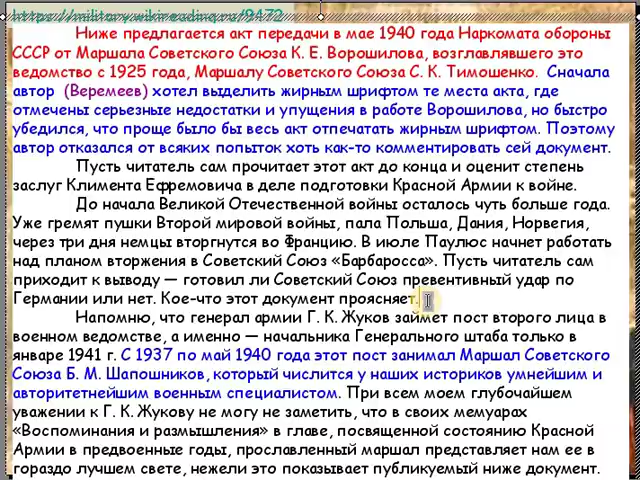 https://military.wikireading.ru/9472
Ниже предлагается акт передачи в мае 1940 года Наркомата обороны
СССР от Маршала Советского Союза К. Е. Ворошилова, возглавлявшего это
ведомство с 1925 года, Маршалу Советского Союза С. К. Тимошенко. Сначала
автор (Веремеев) хотел выделить жирным шрифтом те места акта, где
отмечены серьезные недостатки и упущения в работе Ворошилова, но быстро
убедился, что проще было бы весь акт отпечатать жирным шрифтом. Поэтому
автор отказался от всяких попыток хоть как-то комментировать сей документ.
Пусть читатель сам прочитает этот акт до конца и оценит степень
заслуг Климента Ефремовича в деле подготовки Красной Армии к войне.
До начала Великой Отечественной войны осталось чуть больше года.
Уже гремят пушки Второй мировой войны, пала Польша, Дания, Норвегия,
через три дня немцы вторгнутся во Францию. В июле Паулюс начнет работать
над планом вторжения в Советский Союз «Барбаросса». Пусть читатель сам
приходит к выводу — готовил ли Советский Союз превентивный удар по
Германии или нет. Кое-что этот документ проясняет.
Напомню, что генерал армии Г. К. Жуков займет пост второго лица в
военном ведомстве, а именно — начальника Генерального штаба только в
январе 1941 г. С 1937 по май 1940 года этот пост занимал Маршал Советского
Союза Б. М. Шапошников, который числится у наших историков умнейшим и
авторитетнейшим военным специалистом. При всем моем глубочайшем
уважении к Г. К. Жукову не могу не заметить, что в своих мемуарах
«Воспоминания и размышления» в главе, посвященной состоянию Красной
Армии в предвоенные годы, прославленный маршал представляет нам ее в
гораздо лучшем свете, нежели это показывает публикуемый ниже документ.